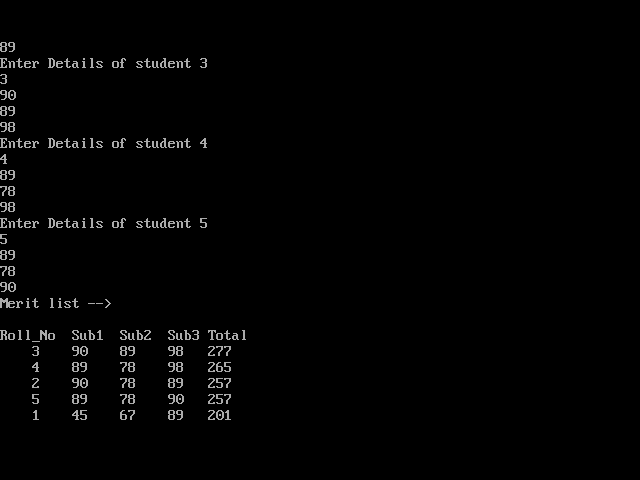 89
Enter Details of student 3
3
90
89
98
Enter Details of student 4
4
89
78
98
Enter Details of student 5
5
89
78
90
Merit list -->
Roll_No  Sub1  Sub2  Sub3 Total
3    90    89    98   277
4    89    78    98   265
2    90    78    89   257
5    89    78    90   257
1    45    67    89   201